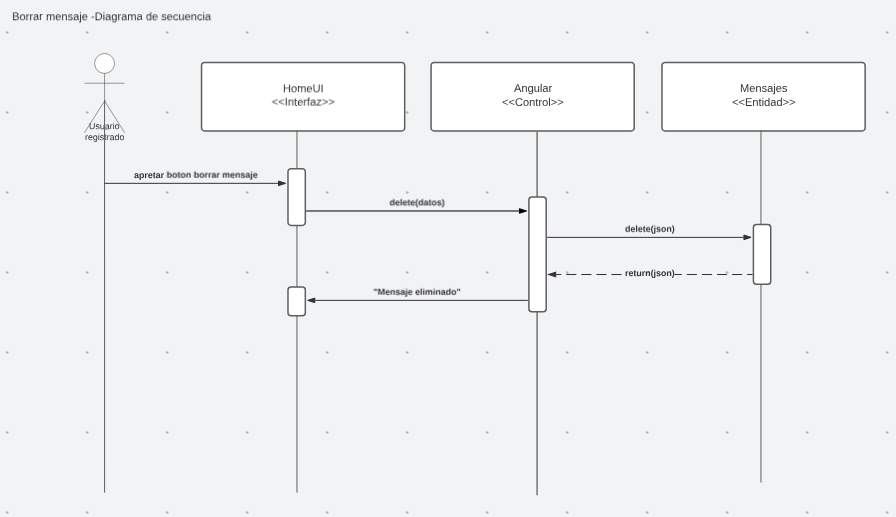 Borrar mensaje -Diagrama de secuencia
Usuario
registrado
HomeUI
<<Interfaz>>
Angular
<<Control>>
Mensajes
<<Entidad>>
apretar boton borrar mensaje
delete(datos)
delete(json)
return(json)
"Mensaje eliminado"